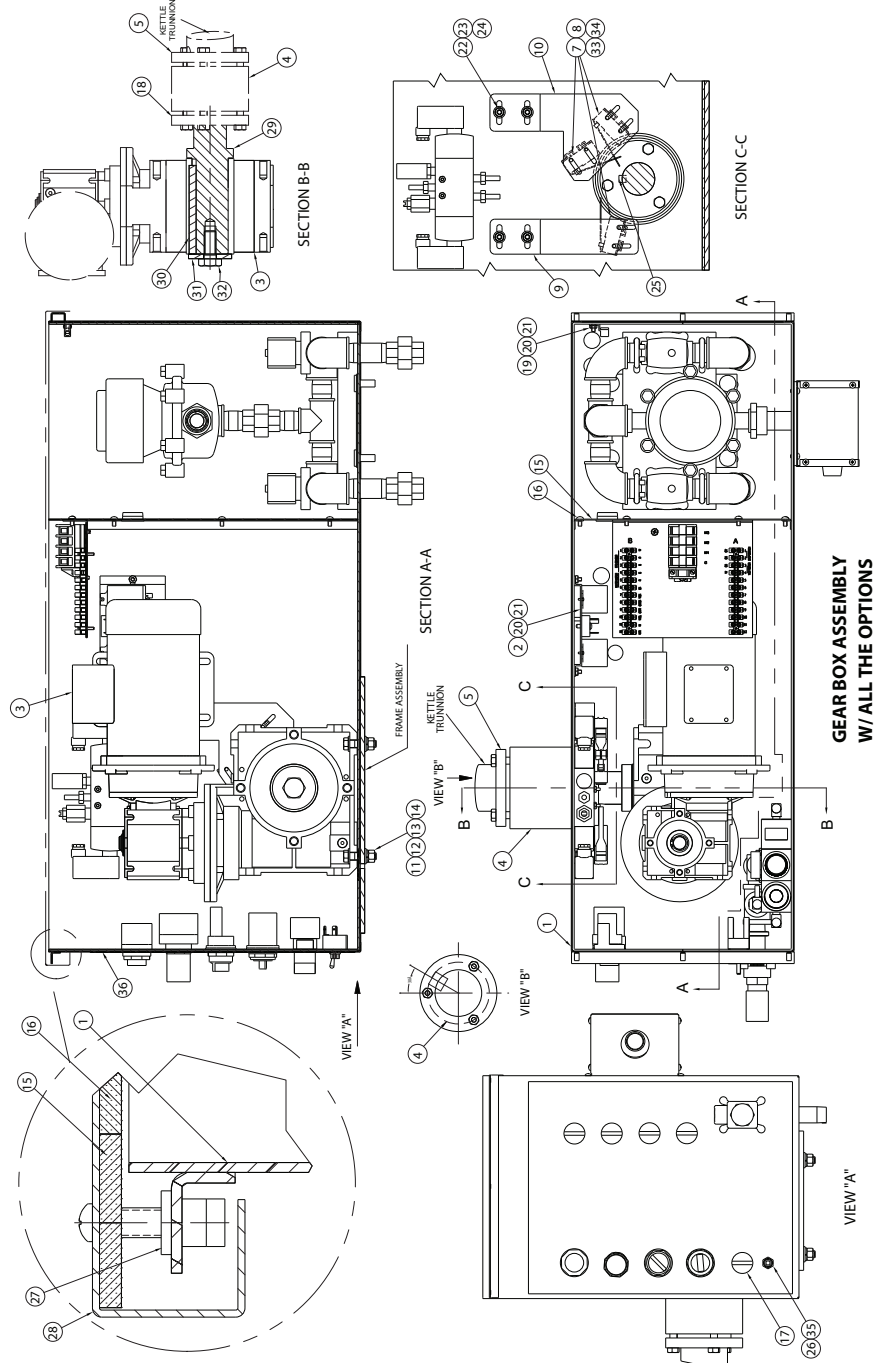 KETTLE
TRUNNION
5
18
4
29
30
31
32
3
SECTION B-B
22 23
24
10
7 8
33 34
9
25
SECTION C-C
3
SECTION A-A
FRAME ASSEMBLY
11 12 13 14
36
VIEW "A"
16
15
1
27
28
4
VIEW "B"
19 20 21
15
16
2 20 21
A
C
KETTLE
TRUNNION
5
VIEW "B"
B
4
C
B
1
A
B
A
17
26 35
VIEW "A"
GEAR BOX ASSEMBLY
W/ ALL THE OPTIONS